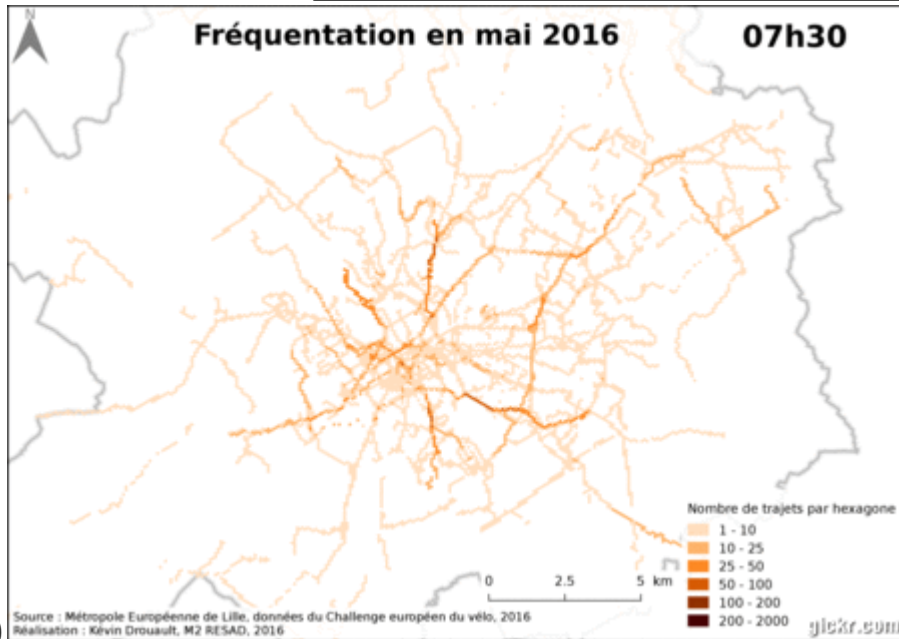 N
Fréquentation en mai 2016
07h30
Nombre de trajets par hexagone
1 - 10
10 - 25
25 - 50
50 - 100
100 - 200
200 - 2000
0 2.5 5 km
Source : Métropole Européenne de Lille, données du Challenge européen du vélo, 2016
Réalisation : Kévin Drouault, M2 RESAD, 2016
gickr.com
)